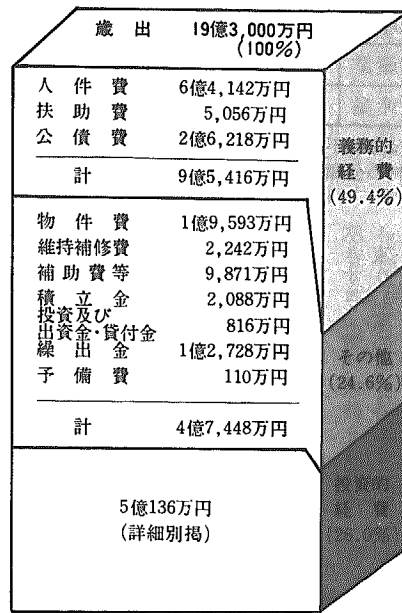 歳出 19億3,000万円
(100%)
人件費 6億4,142万円
扶助費 5,056万円
公債費 2億6,218万円
計 9億5,416万円
義務的
経費
(49.4%)
物件費 1億9,593万円
維持補修費 2,242万円
補助費等 9,871万円
積立金 2,088万円
投資及び
出資金・貸付金 816万円
繰出金 1億2,728万円
予備費 110万円
計 4億7,448万円
その他
(24.6%)
5億136万円
(詳細別掲)
投資的
経費
(26.0%)